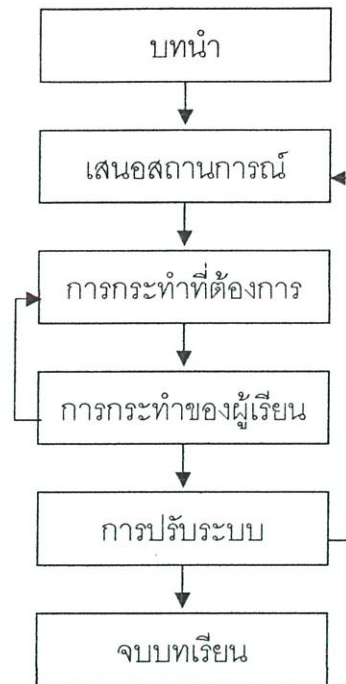 บทนำ
เสนอสถานการณ์
การกระทำที่ต้องการ
การกระทำของผู้เรียน
การปรับระบบ
จบบทเรียน